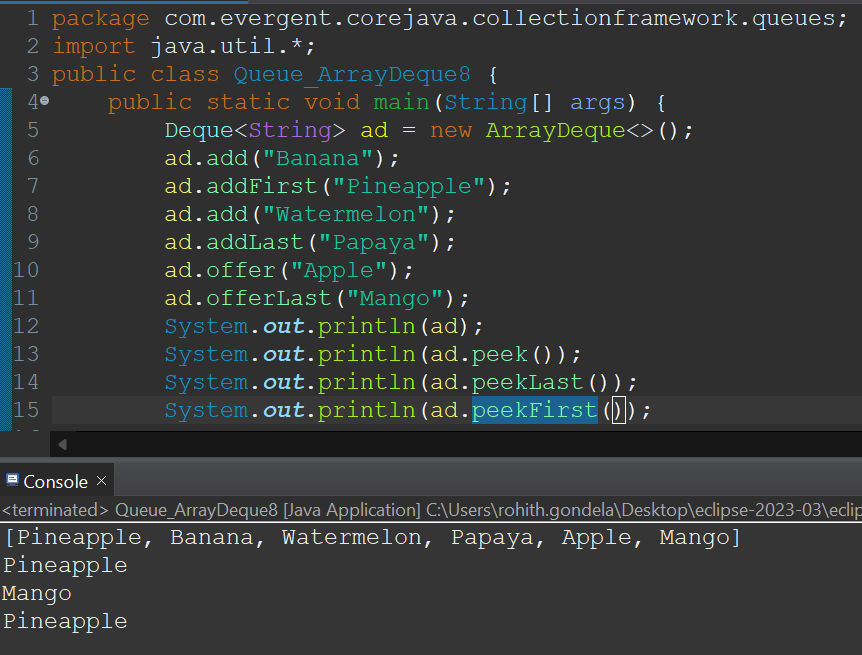 1 package com.evergent.corejava.collectionframework.queues;
2 import java.util.*;
3 public class Queue_ArrayDeque8 {
4 public static void main(String[] args) {
5 Deque<String> ad = new ArrayDeque<>();
6 ad.add("Banana");
7 ad.addFirst("Pineapple");
8 ad.add("Watermelon");
9 ad.addLast("Papaya");
10 ad.offer("Apple");
11 ad.offerLast("Mango");
12 System.out.println(ad);
13 System.out.println(ad.peek());
14 System.out.println(ad.peekLast());
15 System.out.println(ad.peekFirst());
Console ×
<terminated> Queue_ArrayDeque8 [Java Application] C:\Users\rohith.gondela\Desktop\eclipse-2023-03\eclip
[Pineapple, Banana, Watermelon, Papaya, Apple, Mango]
Pineapple
Mango
Pineapple